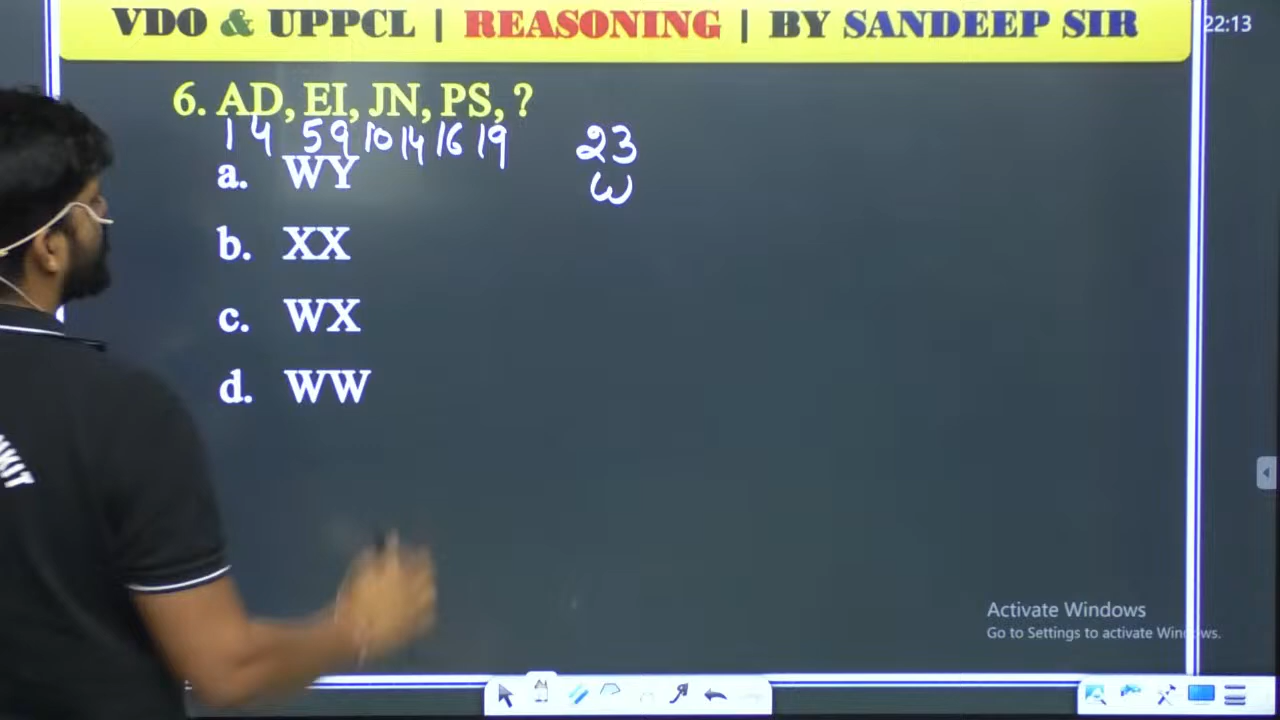 VDO & UPPCL | REASONING | BY SANDEEP SIR
22:13
6. AD, EI, JN, PS, ?
1 4 5 9 10 14 16 19 23
W
a. WY
b. XX
c. WX
d. WW
Activate Windows
Go to Settings to activate Windows.